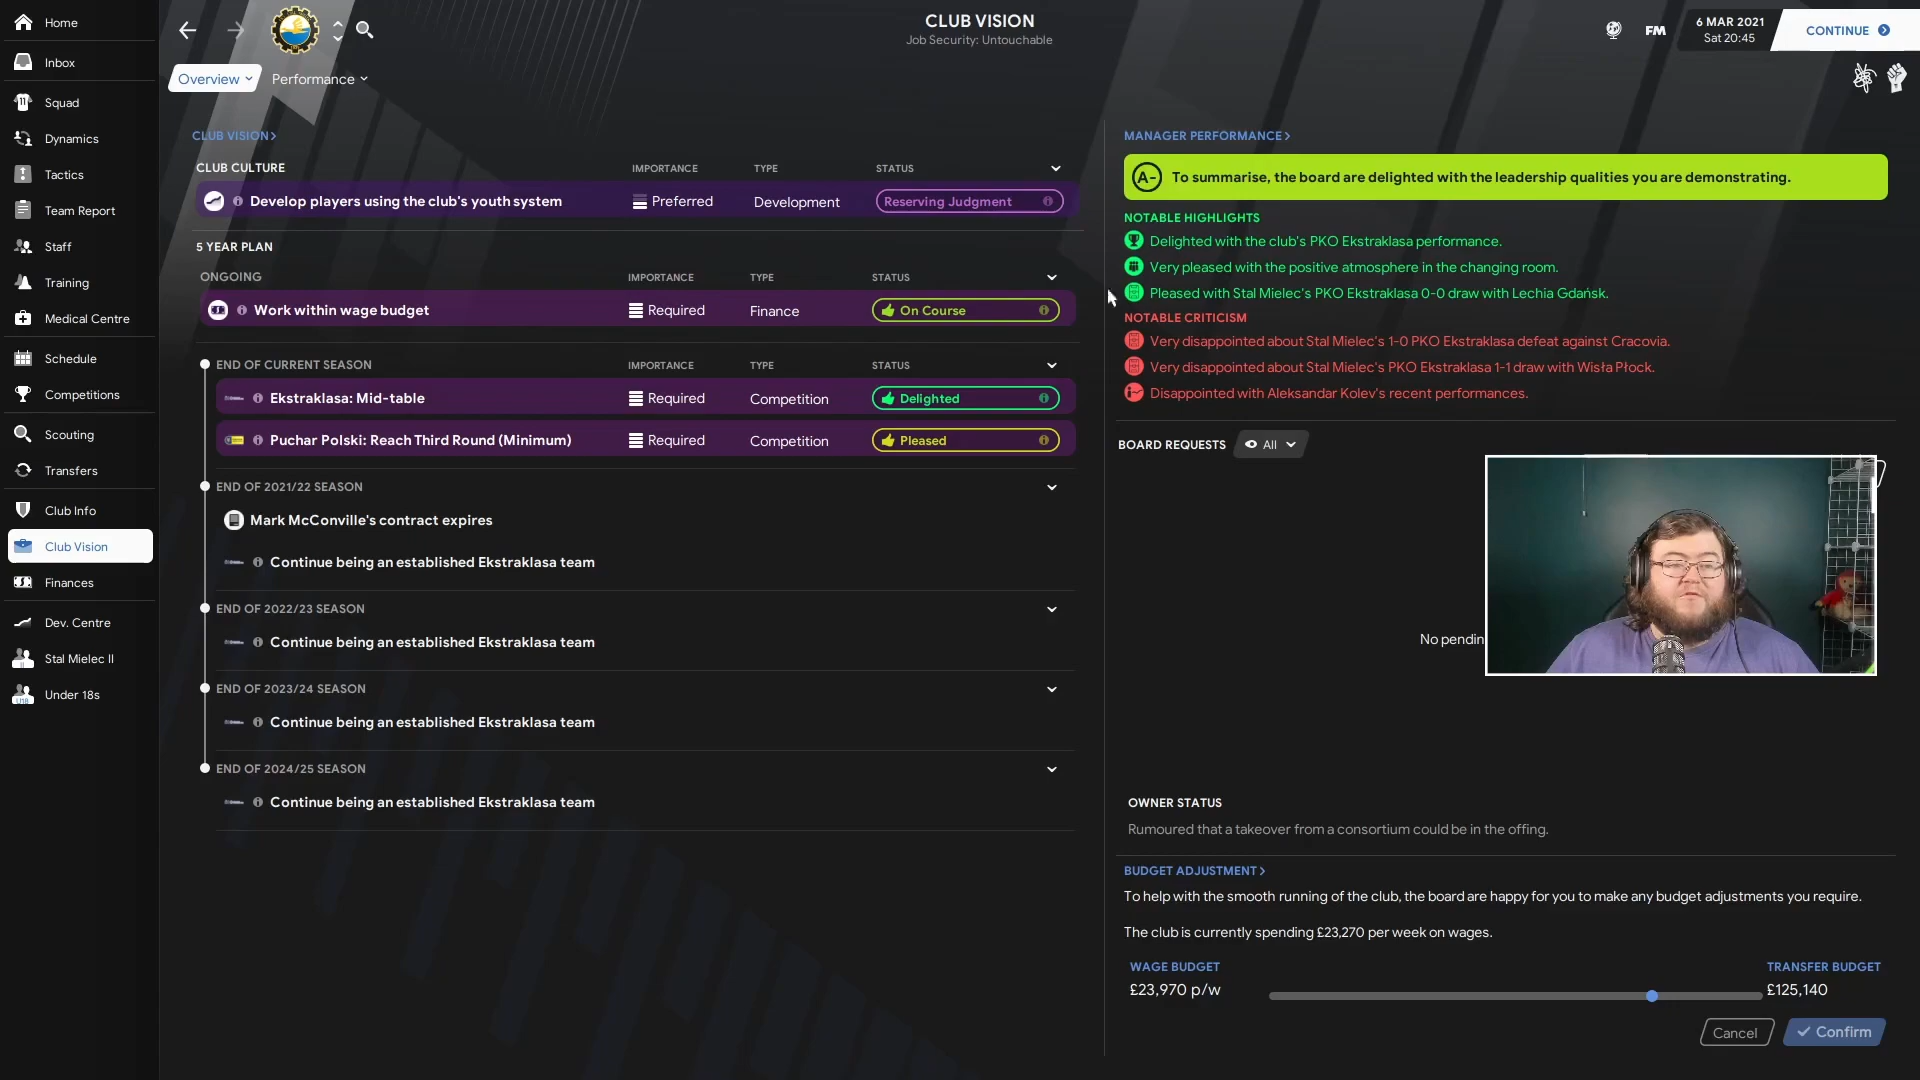 CLUB VISION
Job Security: Untouchable
FM
6 MAR 2021
Sat 20:45
CONTINUE
Home
Inbox
Squad
Dynamics
Tactics
Team Report
Staff
Training
Medical Centre
Schedule
Competitions
Scouting
Transfers
Club Info
Club Vision
Finances
Dev. Centre
Stal Mielec II
Under 18s
Overview
Performance
CLUB VISION
CLUB CULTURE IMPORTANCE TYPE STATUS
Develop players using the club's youth system Preferred Development Reserving Judgment
5 YEAR PLAN
ONGOING IMPORTANCE TYPE STATUS
Work within wage budget Required Finance On Course
END OF CURRENT SEASON IMPORTANCE TYPE STATUS
Ekstraklasa: Mid-table Required Competition Delighted
Puchar Polski: Reach Third Round (Minimum) Required Competition Pleased
END OF 2021/22 SEASON
Mark McConville's contract expires
Continue being an established Ekstraklasa team
END OF 2022/23 SEASON
Continue being an established Ekstraklasa team
END OF 2023/24 SEASON
Continue being an established Ekstraklasa team
END OF 2024/25 SEASON
Continue being an established Ekstraklasa team
MANAGER PERFORMANCE
A- To summarise, the board are delighted with the leadership qualities you are demonstrating.
NOTABLE HIGHLIGHTS
Delighted with the club's PKO Ekstraklasa performance.
Very pleased with the positive atmosphere in the changing room.
Pleased with Stal Mielec's PKO Ekstraklasa 0-0 draw with Lechia Gdańsk.
NOTABLE CRITICISM
Very disappointed about Stal Mielec's 1-0 PKO Ekstraklasa defeat against Cracovia.
Very disappointed about Stal Mielec's PKO Ekstraklasa 1-1 draw with Wisła Płock.
Disappointed with Aleksandar Kolev's recent performances.
BOARD REQUESTS All
No pendin
OWNER STATUS
Rumoured that a takeover from a consortium could be in the offing.
BUDGET ADJUSTMENT
To help with the smooth running of the club, the board are happy for you to make any budget adjustments you require.
The club is currently spending £23,270 per week on wages.
WAGE BUDGET TRANSFER BUDGET
£23,970 p/w £125,140
Cancel Confirm